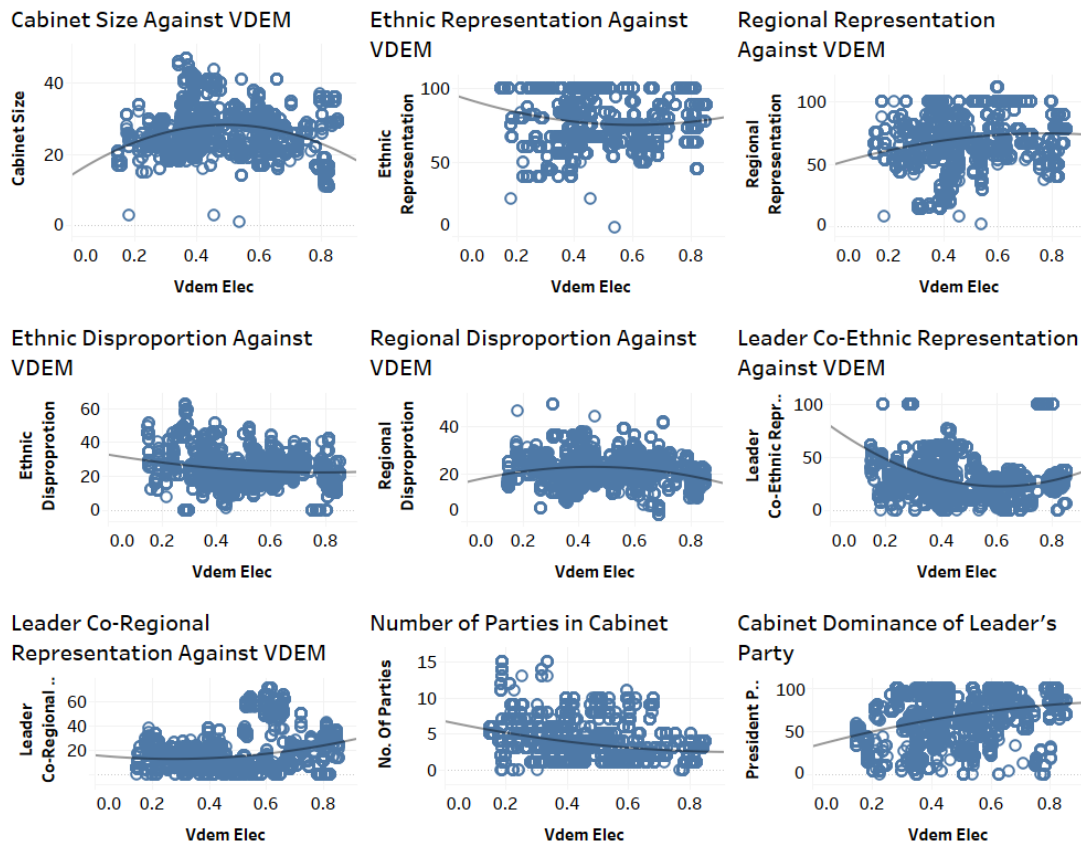 Cabinet Size Against VDEM
Cabinet Size
40
20
0
0.0 0.2 0.4 0.6 0.8
Vdem Elec
Ethnic Representation Against
VDEM
Ethnic
Representation
100
50
0
0.0 0.2 0.4 0.6 0.8
Vdem Elec
Regional Representation
Against VDEM
Regional
Representation
100
50
0
0.0 0.2 0.4 0.6 0.8
Vdem Elec
Ethnic Disproportion Against
VDEM
Ethnic
Disproprotion
60
40
20
0
0.0 0.2 0.4 0.6 0.8
Vdem Elec
Regional Disproportion Against
VDEM
Regional
Disproprotion
40
20
0
0.0 0.2 0.4 0.6 0.8
Vdem Elec
Leader Co-Ethnic Representation
Against VDEM
Leader
Co-Ethnic Repr..
100
50
0
0.0 0.2 0.4 0.6 0.8
Vdem Elec
Leader Co-Regional
Representation Against VDEM
Leader
Co-Regional ..
60
40
20
0.0 0.2 0.4 0.6 0.8
Vdem Elec
Number of Parties in Cabinet
No. Of Parties
15
10
5
0
0.0 0.2 0.4 0.6 0.8
Vdem Elec
Cabinet Dominance of Leader's
Party
President P..
100
50
0
0.0 0.2 0.4 0.6 0.8
Vdem Elec